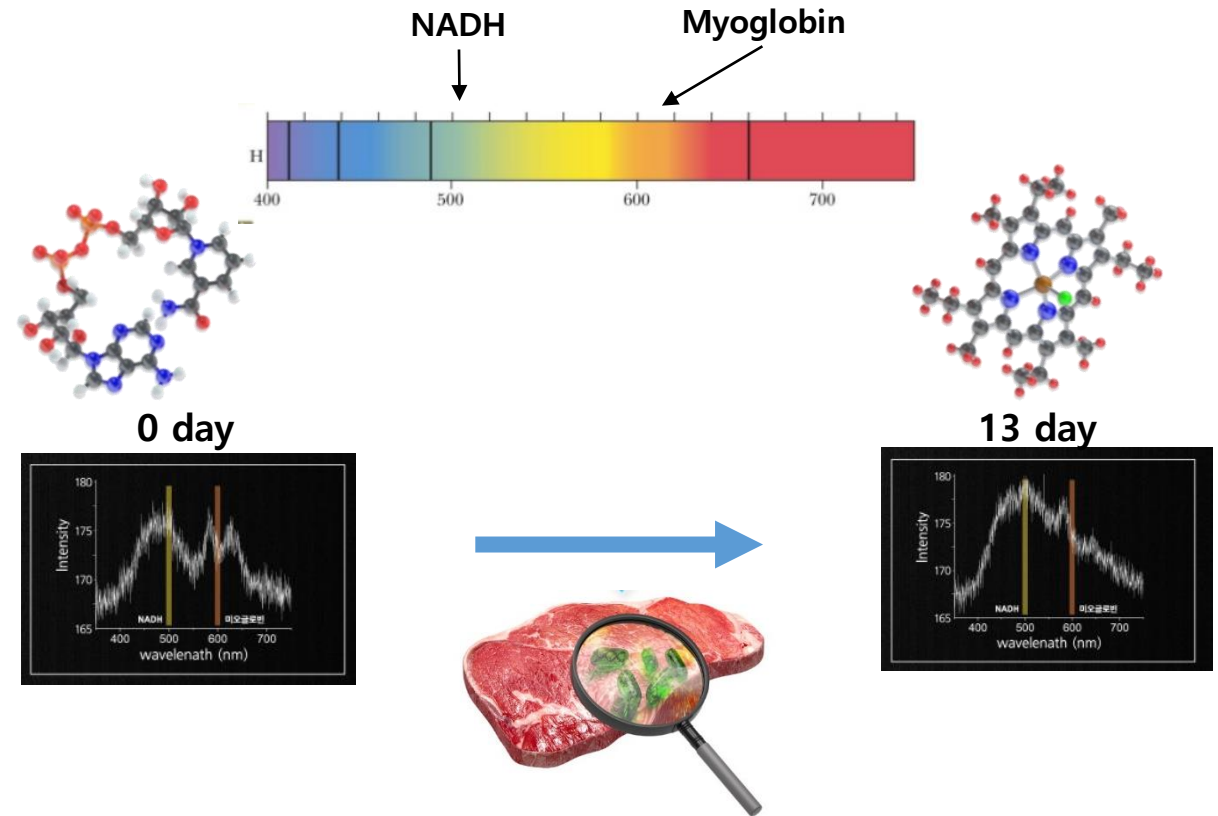 NADH
Myoglobin
H
400
500
600
700
0 day
13 day
180
175
170
165
Intensity
NADH
미오글로빈
400
500
600
700
wavelenath (nm)
180
175
170
165
Intensity
NADH
미오글로빈
400
500
600
700
wavelenath (nm)